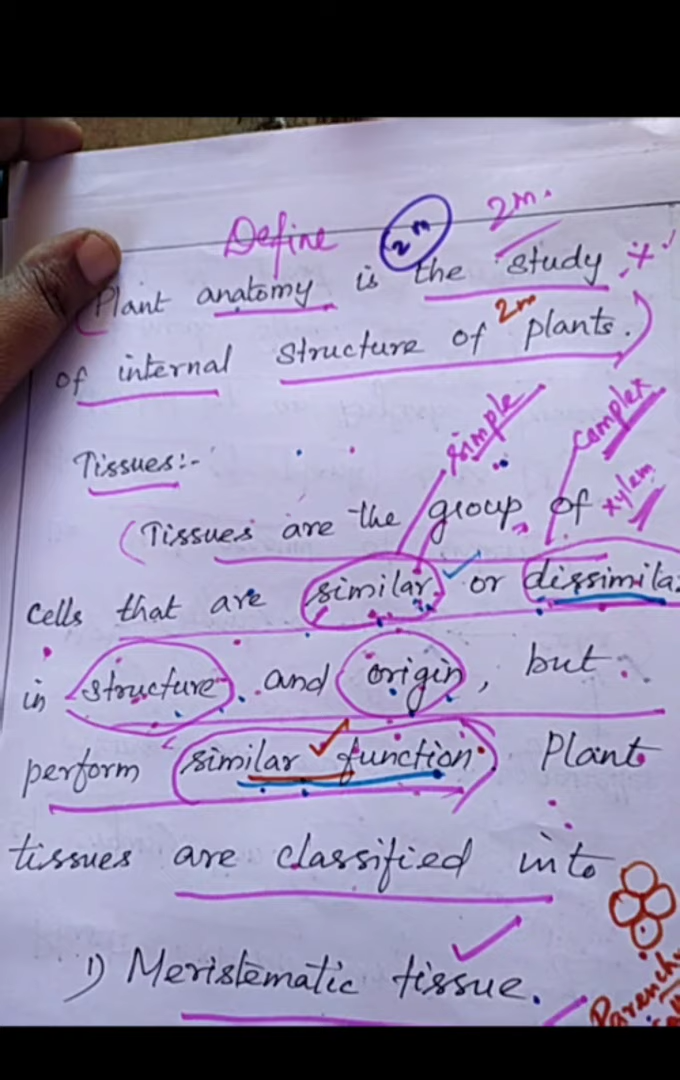 Define 2m 2m.
(Plant anatomy is the study
of internal structure of 2m plants.)
simple complex
Tissues:-
xylem
(Tissues are the group of
cells that are similar or dissimilar
in structure and origin, but
perform similar function. Plant
tissues are classified into
1) Meristematic tissue.